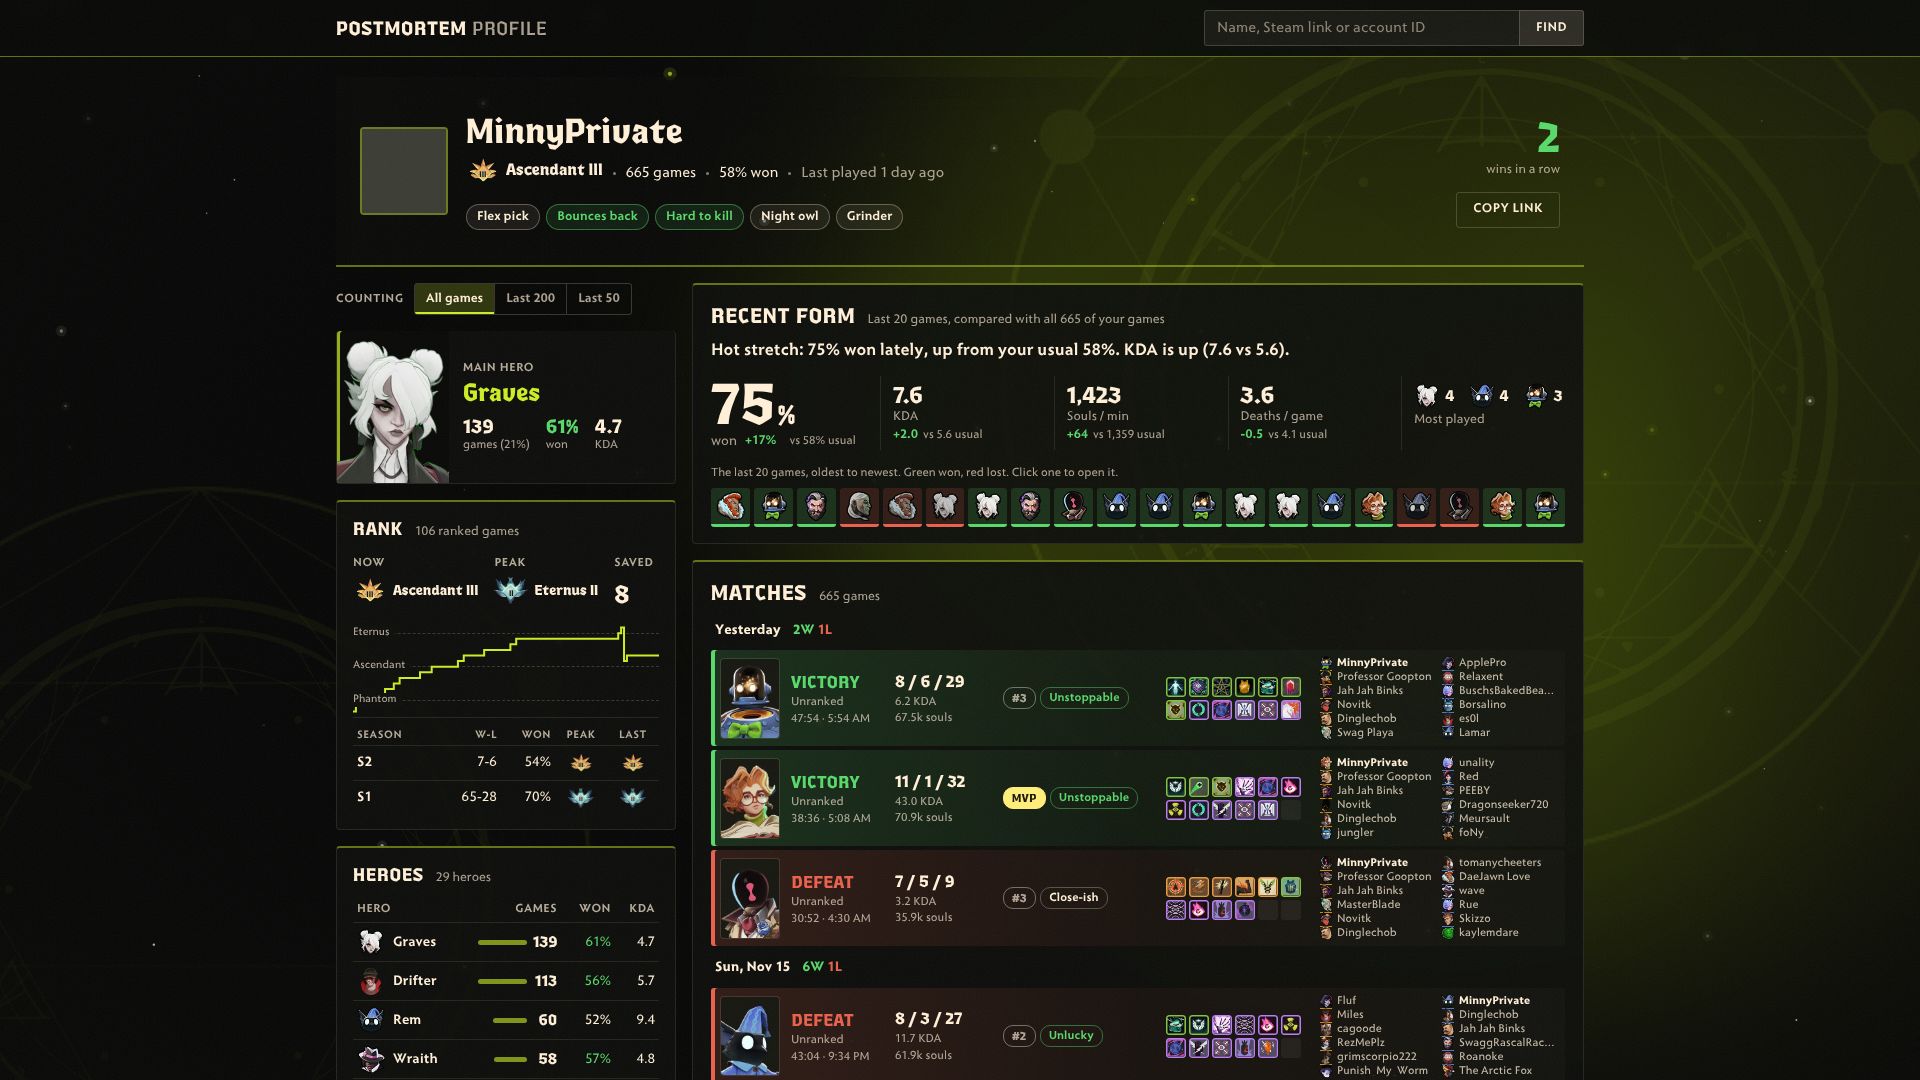 POSTMORTEM PROFILE
Name, Steam link or account ID
FIND
MinnyPrivate
Ascendant III · 665 games · 58% won · Last played 1 day ago
Flex pick
Bounces back
Hard to kill
Night owl
Grinder
2
wins in a row
COPY LINK
COUNTING
All games
Last 200
Last 50
MAIN HERO
Graves
139 61% 4.7
games (21%) won KDA
RANK 106 ranked games
NOW PEAK SAVED
Ascendant III Eternus II 8
Eternus
Ascendant
Phantom
SEASON W-L WON PEAK LAST
S2 7-6 54%
S1 65-28 70%
HEROES 29 heroes
HERO GAMES WON KDA
Graves 139 61% 4.7
Drifter 113 56% 5.7
Rem 60 52% 9.4
Wraith 58 57% 4.8
RECENT FORM Last 20 games, compared with all 665 of your games
Hot stretch: 75% won lately, up from your usual 58%. KDA is up (7.6 vs 5.6).
75%
won +17% vs 58% usual
7.6
KDA
+2.0 vs 5.6 usual
1,423
Souls / min
+64 vs 1,359 usual
3.6
Deaths / game
-0.5 vs 4.1 usual
4 4 3
Most played
The last 20 games, oldest to newest. Green won, red lost. Click one to open it.
MATCHES 665 games
Yesterday 2W 1L
VICTORY
Unranked
47:54 · 5:54 AM
8 / 6 / 29
6.2 KDA
67.5k souls
#3
Unstoppable
MinnyPrivate
Professor Goopton
Jah Jah Binks
Novitk
Dinglechob
Swag Playa
ApplePro
Relaxent
BuschsBakedBea...
Borsalino
es0l
Lamar
VICTORY
Unranked
38:36 · 5:08 AM
11 / 1 / 32
43.0 KDA
70.9k souls
MVP
Unstoppable
MinnyPrivate
Professor Goopton
Jah Jah Binks
Novitk
Dinglechob
jungler
unality
Red
PEEBY
Dragonseeker720
Meursault
foNy
DEFEAT
Unranked
30:52 · 4:30 AM
7 / 5 / 9
3.2 KDA
35.9k souls
#3
Close-ish
MinnyPrivate
Professor Goopton
Jah Jah Binks
MasterBlade
Novitk
Dinglechob
tomanycheeters
DaeJawn Love
wave
Rue
Skizzo
kaylemdare
Sun, Nov 15 6W 1L
DEFEAT
Unranked
43:04 · 9:34 PM
8 / 3 / 27
11.7 KDA
61.9k souls
#2
Unlucky
Fluf
Miles
cagoode
RezMePlz
grimscorpio222
Punish My Worm
MinnyPrivate
Dinglechob
Jah Jah Binks
SwaggRascalRac...
Roanoke
The Arctic Fox